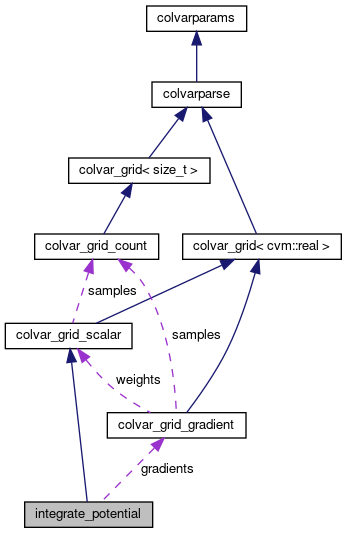 colvarparams
colvarparse
colvar_grid< size_t >
colvar_grid_count
colvar_grid< cvm::real >
samples
colvar_grid_scalar
samples
weights
colvar_grid_gradient
gradients
integrate_potential